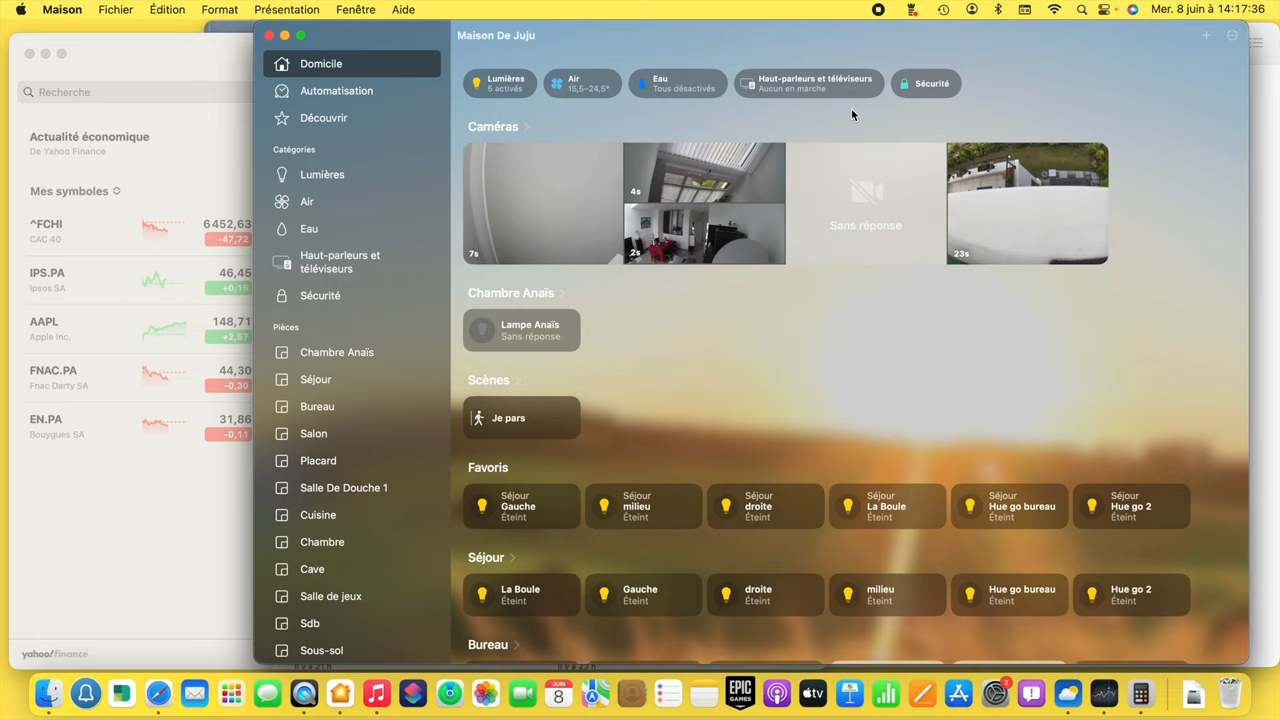 Maison Fichier Édition Format Présentation Fenêtre Aide Mer. 8 juin à 14:17:36
Recherche
Actualité économique
De Yahoo Finance
Mes symboles
^FCHI 6 452,63
CAC 40 -47,72
IPS.PA 46,45
Ipsos SA +0,15
AAPL 148,71
Apple Inc. +2,57
FNAC.PA 44,30
Fnac Darty SA -0,30
EN.PA 31,86
Bouygues SA -0,11
yahoo!finance
Domicile
Automatisation
Découvrir
Catégories
Lumières
Air
Eau
Haut-parleurs et
téléviseurs
Sécurité
Pièces
Chambre Anaïs
Séjour
Bureau
Salon
Placard
Salle De Douche 1
Cuisine
Chambre
Cave
Salle de jeux
Sdb
Sous-sol
Maison De Juju
Lumières
5 activés
Air
15,5–24,5°
Eau
Tous désactivés
Haut-parleurs et téléviseurs
Aucun en marche
Sécurité
Caméras
7s
4s
2s
Sans réponse
23s
Chambre Anaïs
Lampe Anaïs
Sans réponse
Scènes
Je pars
Favoris
Séjour
Gauche
Éteint
Séjour
milieu
Éteint
Séjour
droite
Éteint
Séjour
La Boule
Éteint
Séjour
Hue go bureau
Éteint
Séjour
Hue go 2
Éteint
Séjour
La Boule
Éteint
Gauche
Éteint
droite
Éteint
milieu
Éteint
Hue go bureau
Éteint
Hue go 2
Éteint
Bureau
JUIN
8
EPIC
GAMES
tv
2